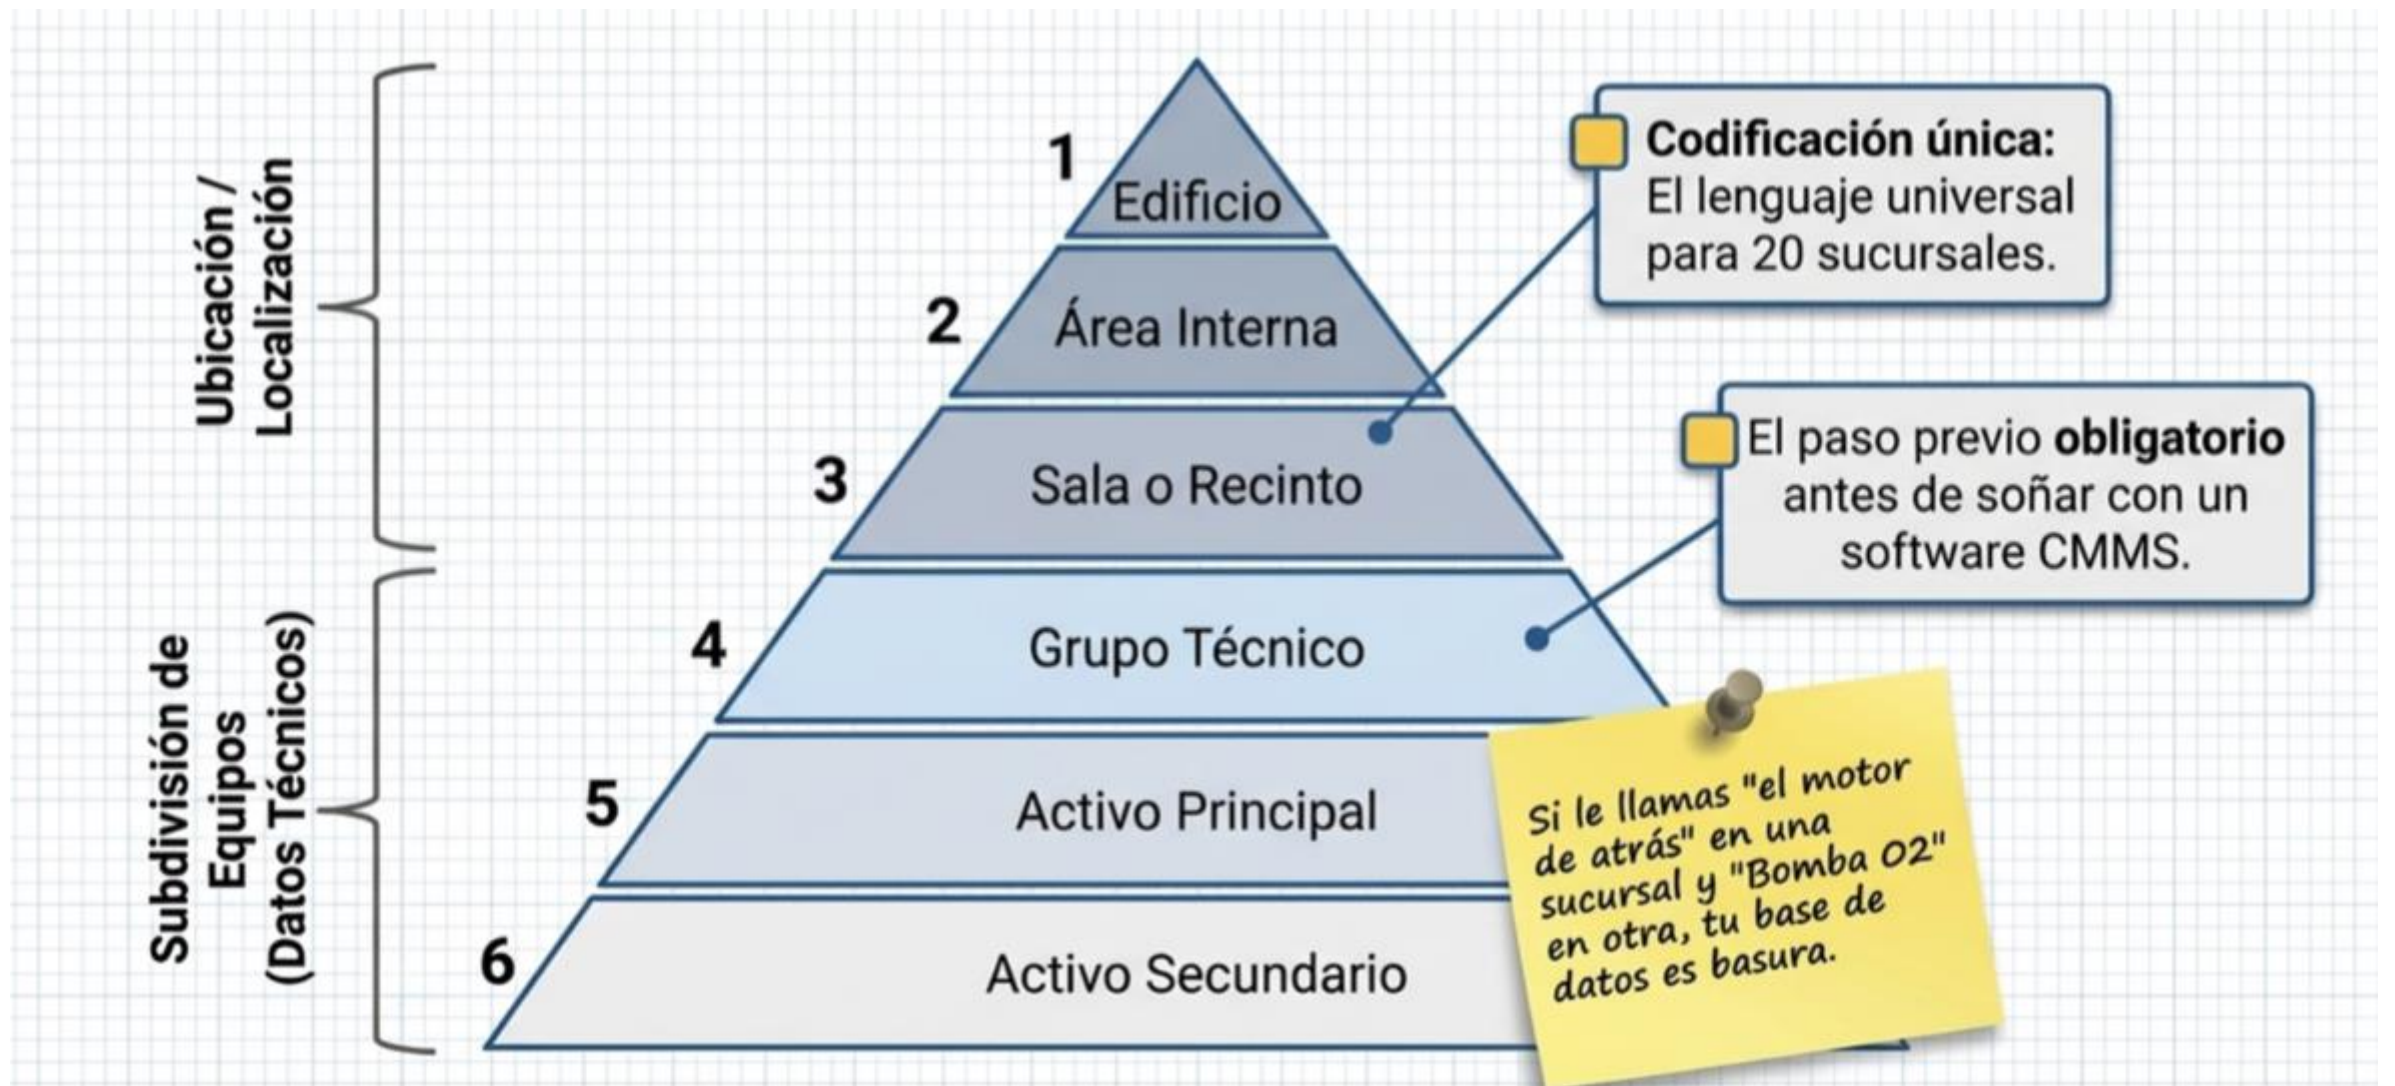 Ubicación /
Localización
1
Edificio
2
Área Interna
3
Sala o Recinto
Codificación única:
El lenguaje universal
para 20 sucursales.
El paso previo obligatorio
antes de soñar con un
software CMMS.
Subdivisión de
Equipos
(Datos Técnicos)
4
Grupo Técnico
5
Activo Principal
6
Activo Secundario
Si le llamas "el motor
de atrás" en una
sucursal y "Bomba 02"
en otra, tu base de
datos es basura.